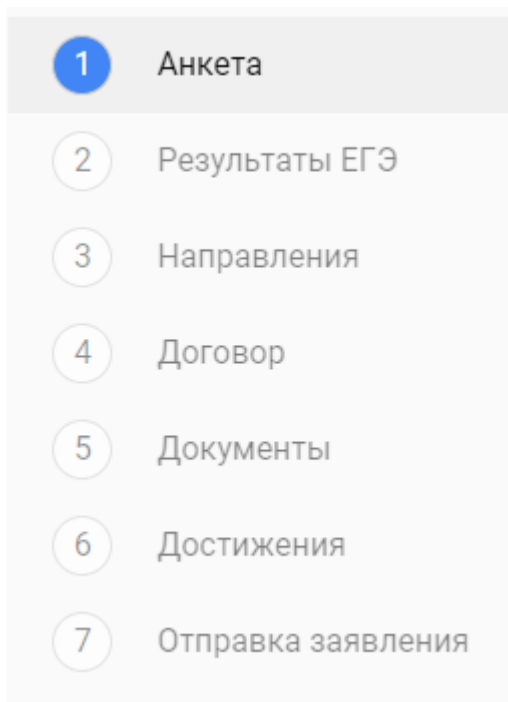 1 Анкета
2 Результаты ЕГЭ
3 Направления
4 Договор
5 Документы
6 Достижения
7 Отправка заявления